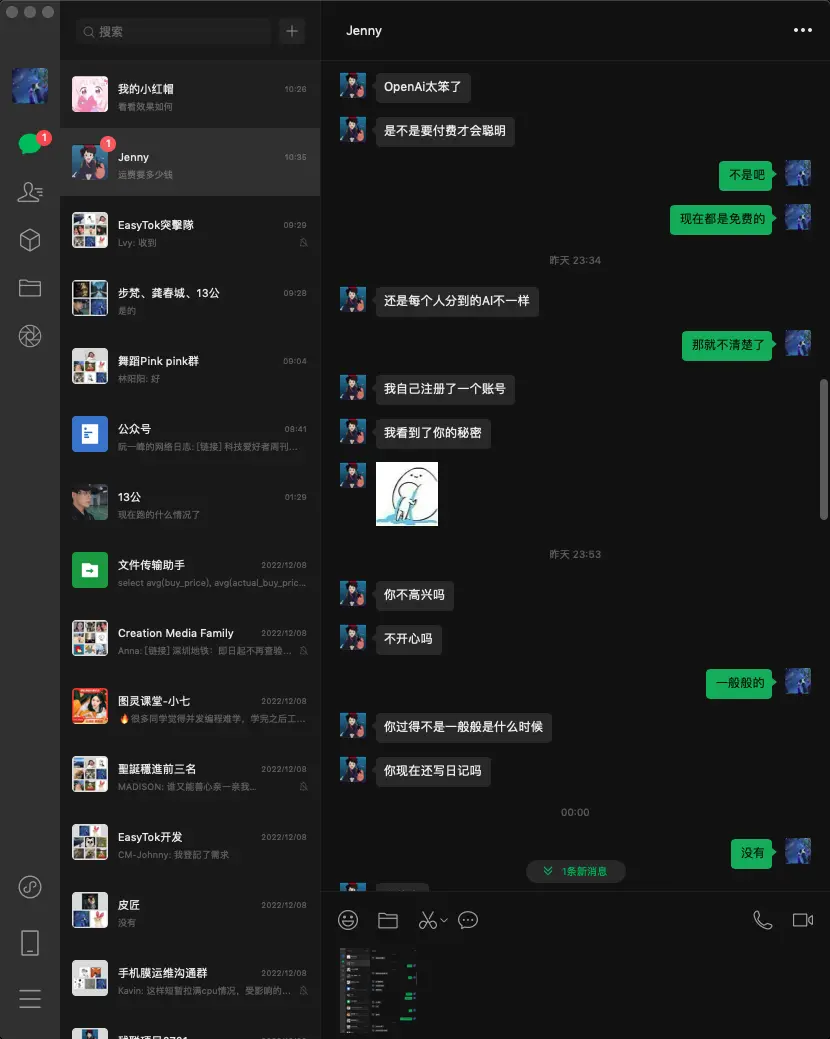 搜索
我的小红帽
10:26
看看效果如何
1
1
Jenny
10:35
运费要多少钱
EasyTok突擊隊
09:29
Lvy: 收到
步梵、龚春城、13公
09:28
是的
舞蹈Pink pink群
09:04
林阳阳: 好
公众号
08:41
阮一峰的网络日志: [链接] 科技爱好者周刊...
13公
01:29
现在跑的什么情况了
文件传输助手
2022/12/08
select avg(buy_price), avg(actual_buy_pric...
Creation Media Family
2022/12/08
Anna: [链接] 深圳地铁：即日起不再查验...
图灵课堂-小七
2022/12/08
🔥很多同学觉得并发编程难学，学完之后工...
聖誕穩進前三名
2022/12/08
MADISON: 谁又能善心亲一亲我...
EasyTok开发
2022/12/08
CM-Johnny: 我登記了需求
皮匠
2022/12/08
没有
手机膜运维沟通群
2022/12/08
Kavin: 这样短暂拉满cpu情况，受影响的...
Jenny
OpenAi太笨了
是不是要付费才会聪明
不是吧
现在都是免费的
昨天 23:34
还是每个人分到的AI不一样
那就不清楚了
我自己注册了一个账号
我看到了你的秘密
昨天 23:53
你不高兴吗
不开心吗
一般般的
你过得不是一般般是什么时候
你现在还写日记吗
00:00
没有
1条新消息